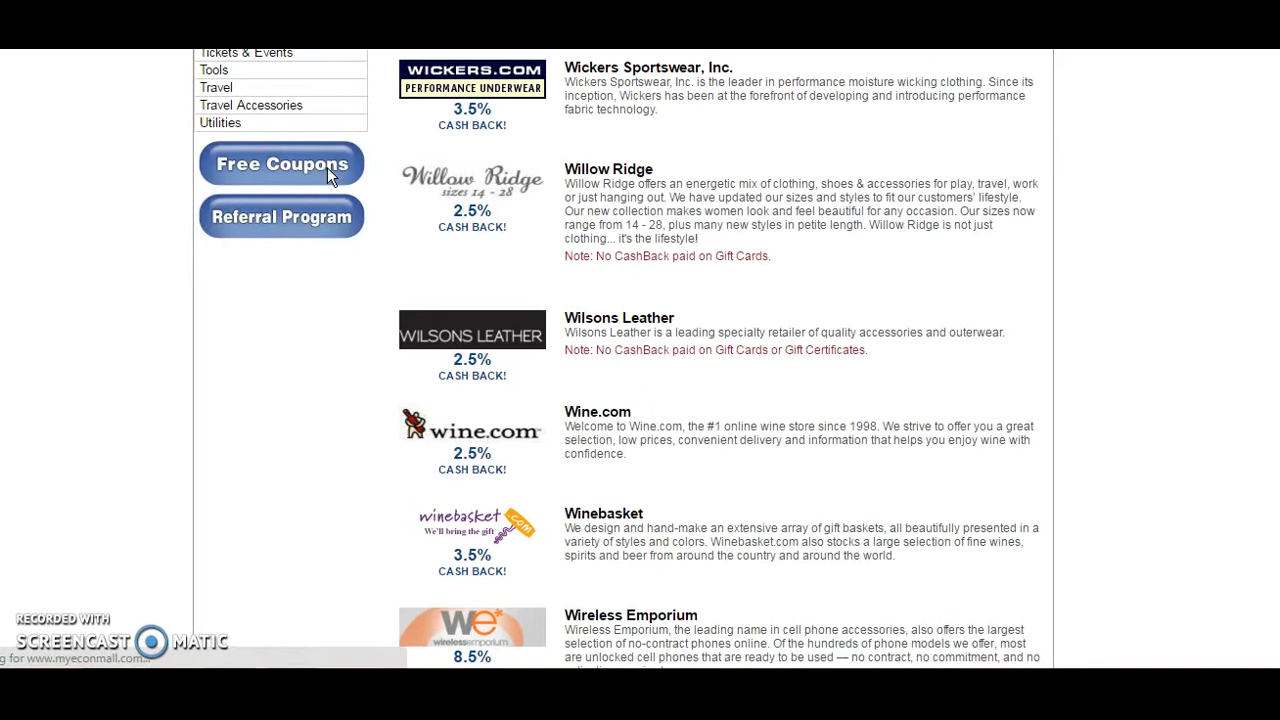 Tickets & Events
Tools
Travel
Travel Accessories
Utilities
Free Coupons
Referral Program
WICKERS.COM
PERFORMANCE UNDERWEAR
3.5%
CASH BACK!
Wickers Sportswear, Inc.
Wickers Sportswear, Inc. is the leader in performance moisture wicking clothing. Since its
inception, Wickers has been at the forefront of developing and introducing performance
fabric technology.
Willow Ridge
sizes 14 - 28
2.5%
CASH BACK!
Willow Ridge
Willow Ridge offers an energetic mix of clothing, shoes & accessories for play, travel, work
or just hanging out. We have updated our sizes and styles to fit our customers' lifestyle.
Our new collection makes women look and feel beautiful for any occasion. Our sizes now
range from 14 - 28, plus many new styles in petite length. Willow Ridge is not just
clothing... it's the lifestyle!
Note: No CashBack paid on Gift Cards.
WILSONS LEATHER
2.5%
CASH BACK!
Wilsons Leather
Wilsons Leather is a leading specialty retailer of quality accessories and outerwear.
Note: No CashBack paid on Gift Cards or Gift Certificates.
wine.com
2.5%
CASH BACK!
Wine.com
Welcome to Wine.com, the #1 online wine store since 1998. We strive to offer you a great
selection, low prices, convenient delivery and information that helps you enjoy wine with
confidence.
winebasket.com
We'll bring the gift
3.5%
CASH BACK!
Winebasket
We design and hand-make an extensive array of gift baskets, all beautifully presented in a
variety of styles and colors. Winebasket.com also stocks a large selection of fine wines,
spirits and beer from around the country and around the world.
we*
wirelessemporium
8.5%
Wireless Emporium
Wireless Emporium, the leading name in cell phone accessories, also offers the largest
selection of no-contract phones online. Of the hundreds of phone models we offer, most
are unlocked cell phones that are ready to be used — no contract, no commitment, and no
RECORDED WITH
SCREENCAST MATIC
g for www.myeconmall.com...